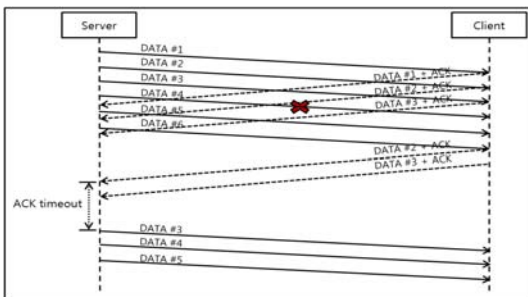 Server
Client
DATA #1
DATA #2
DATA #3
DATA #4
DATA #5
DATA #6
DATA #1 + ACK
DATA #2 + ACK
DATA #3 + ACK
DATA #2 + ACK
DATA #3 + ACK
ACK timeout
DATA #3
DATA #4
DATA #5